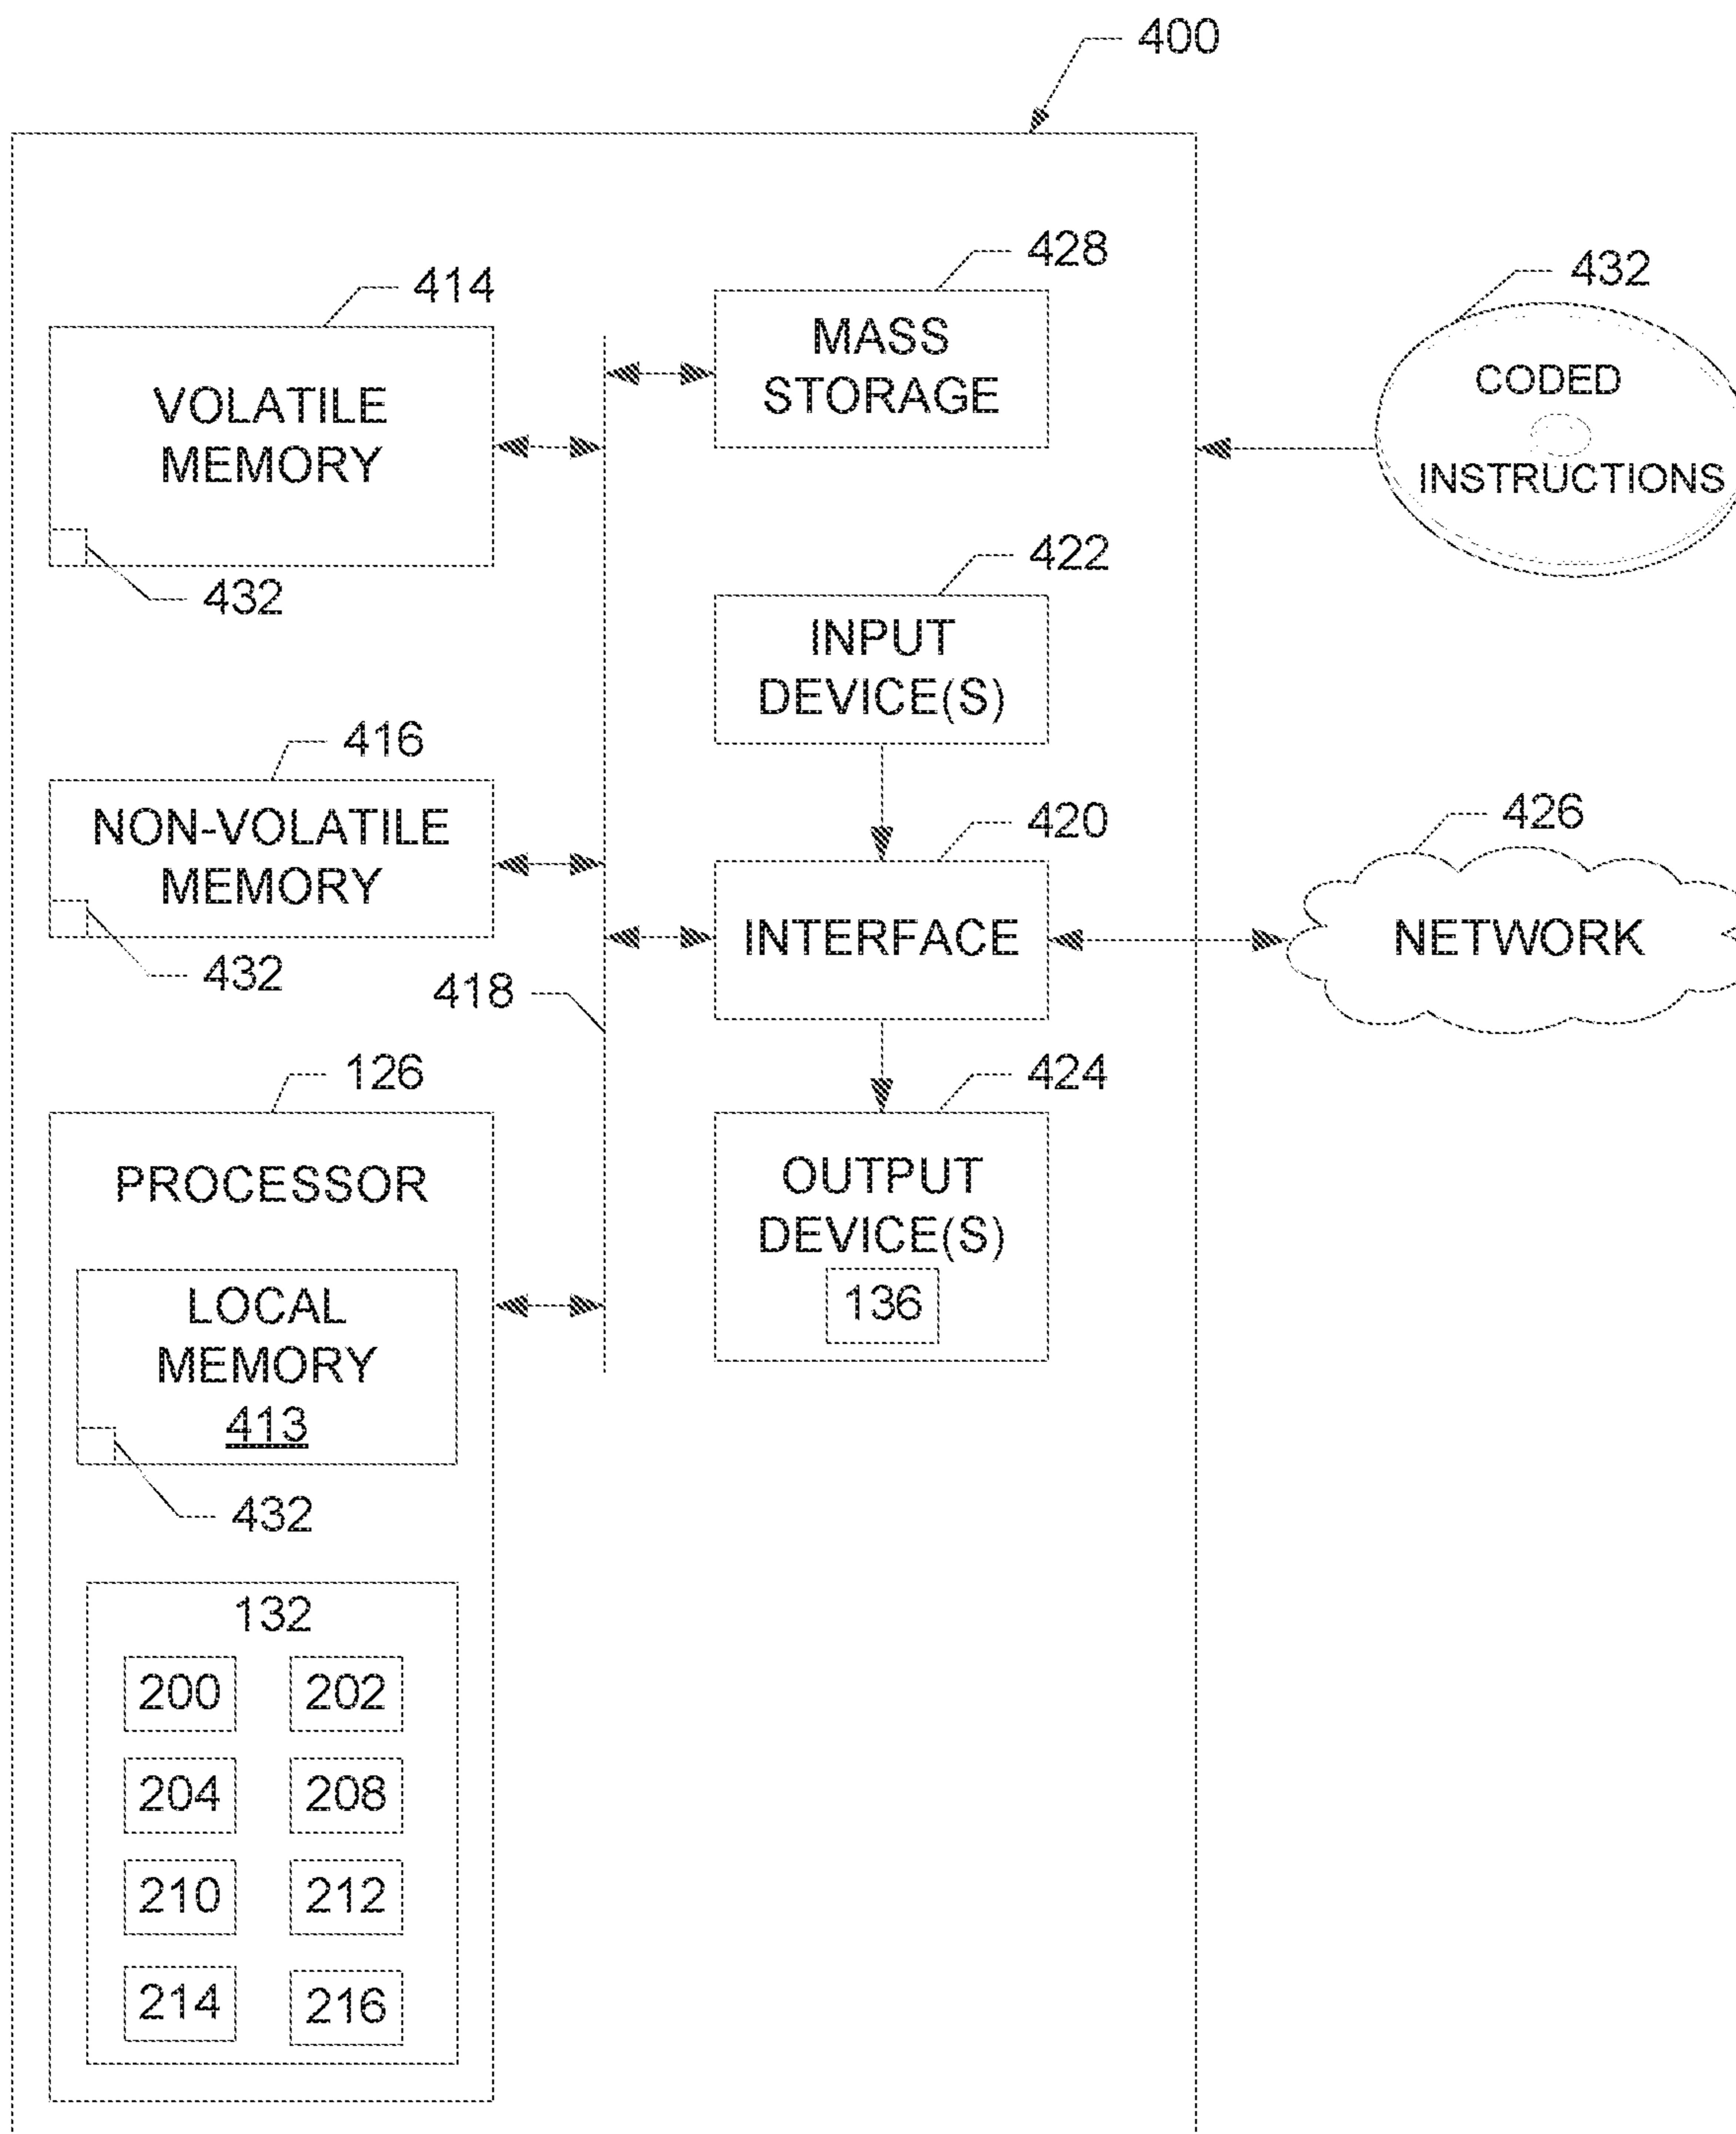 400
428
MASS
STORAGE
414
VOLATILE
MEMORY
432
432
CODED
INSTRUCTIONS
422
INPUT
DEVICE(S)
416
NON-VOLATILE
MEMORY
432
420
INTERFACE
426
NETWORK
418
126
PROCESSOR
LOCAL
MEMORY
413
432
424
OUTPUT
DEVICE(S)
136
132
200 202
204 208
210 212
214 216